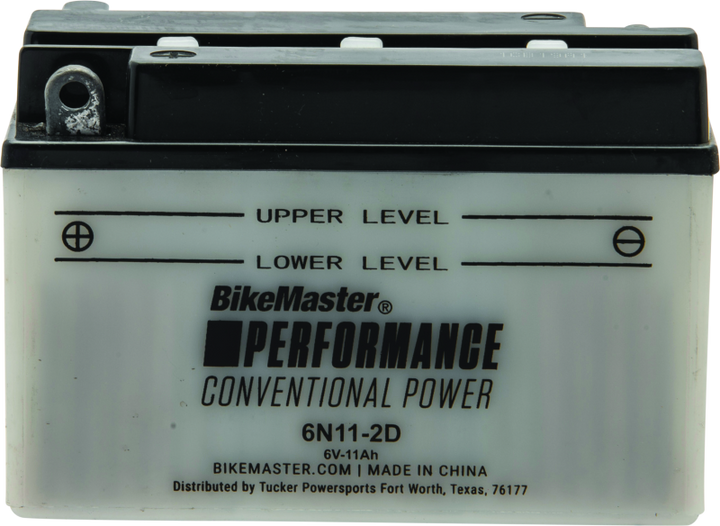 UPPER LEVEL
LOWER LEVEL
BikeMaster®
PERFORMANCE
CONVENTIONAL POWER
6N11-2D
6V-11Ah
BIKEMASTER.COM | MADE IN CHINA
Distributed by Tucker Powersports Fort Worth, Texas, 76177